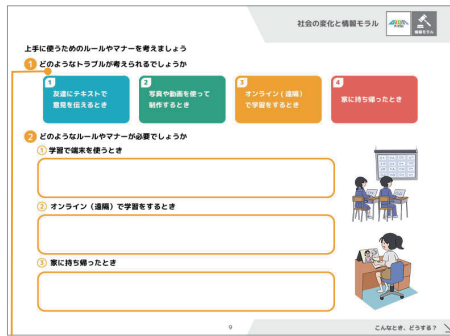 社会の変化と情報モラル
情報モラル
上手に使うためのルールやマナーを考えましょう
1 どのようなトラブルが考えられるでしょうか
1
友達にテキストで
意見を伝えるとき
2
写真や動画を使って
制作するとき
3
オンライン(遠隔)
で学習をするとき
4
家に持ち帰ったとき
2 どのようなルールやマナーが必要でしょうか
① 学習で端末を使うとき
② オンライン(遠隔)で学習をするとき
③ 家に持ち帰ったとき
9
こんなとき、どうする?